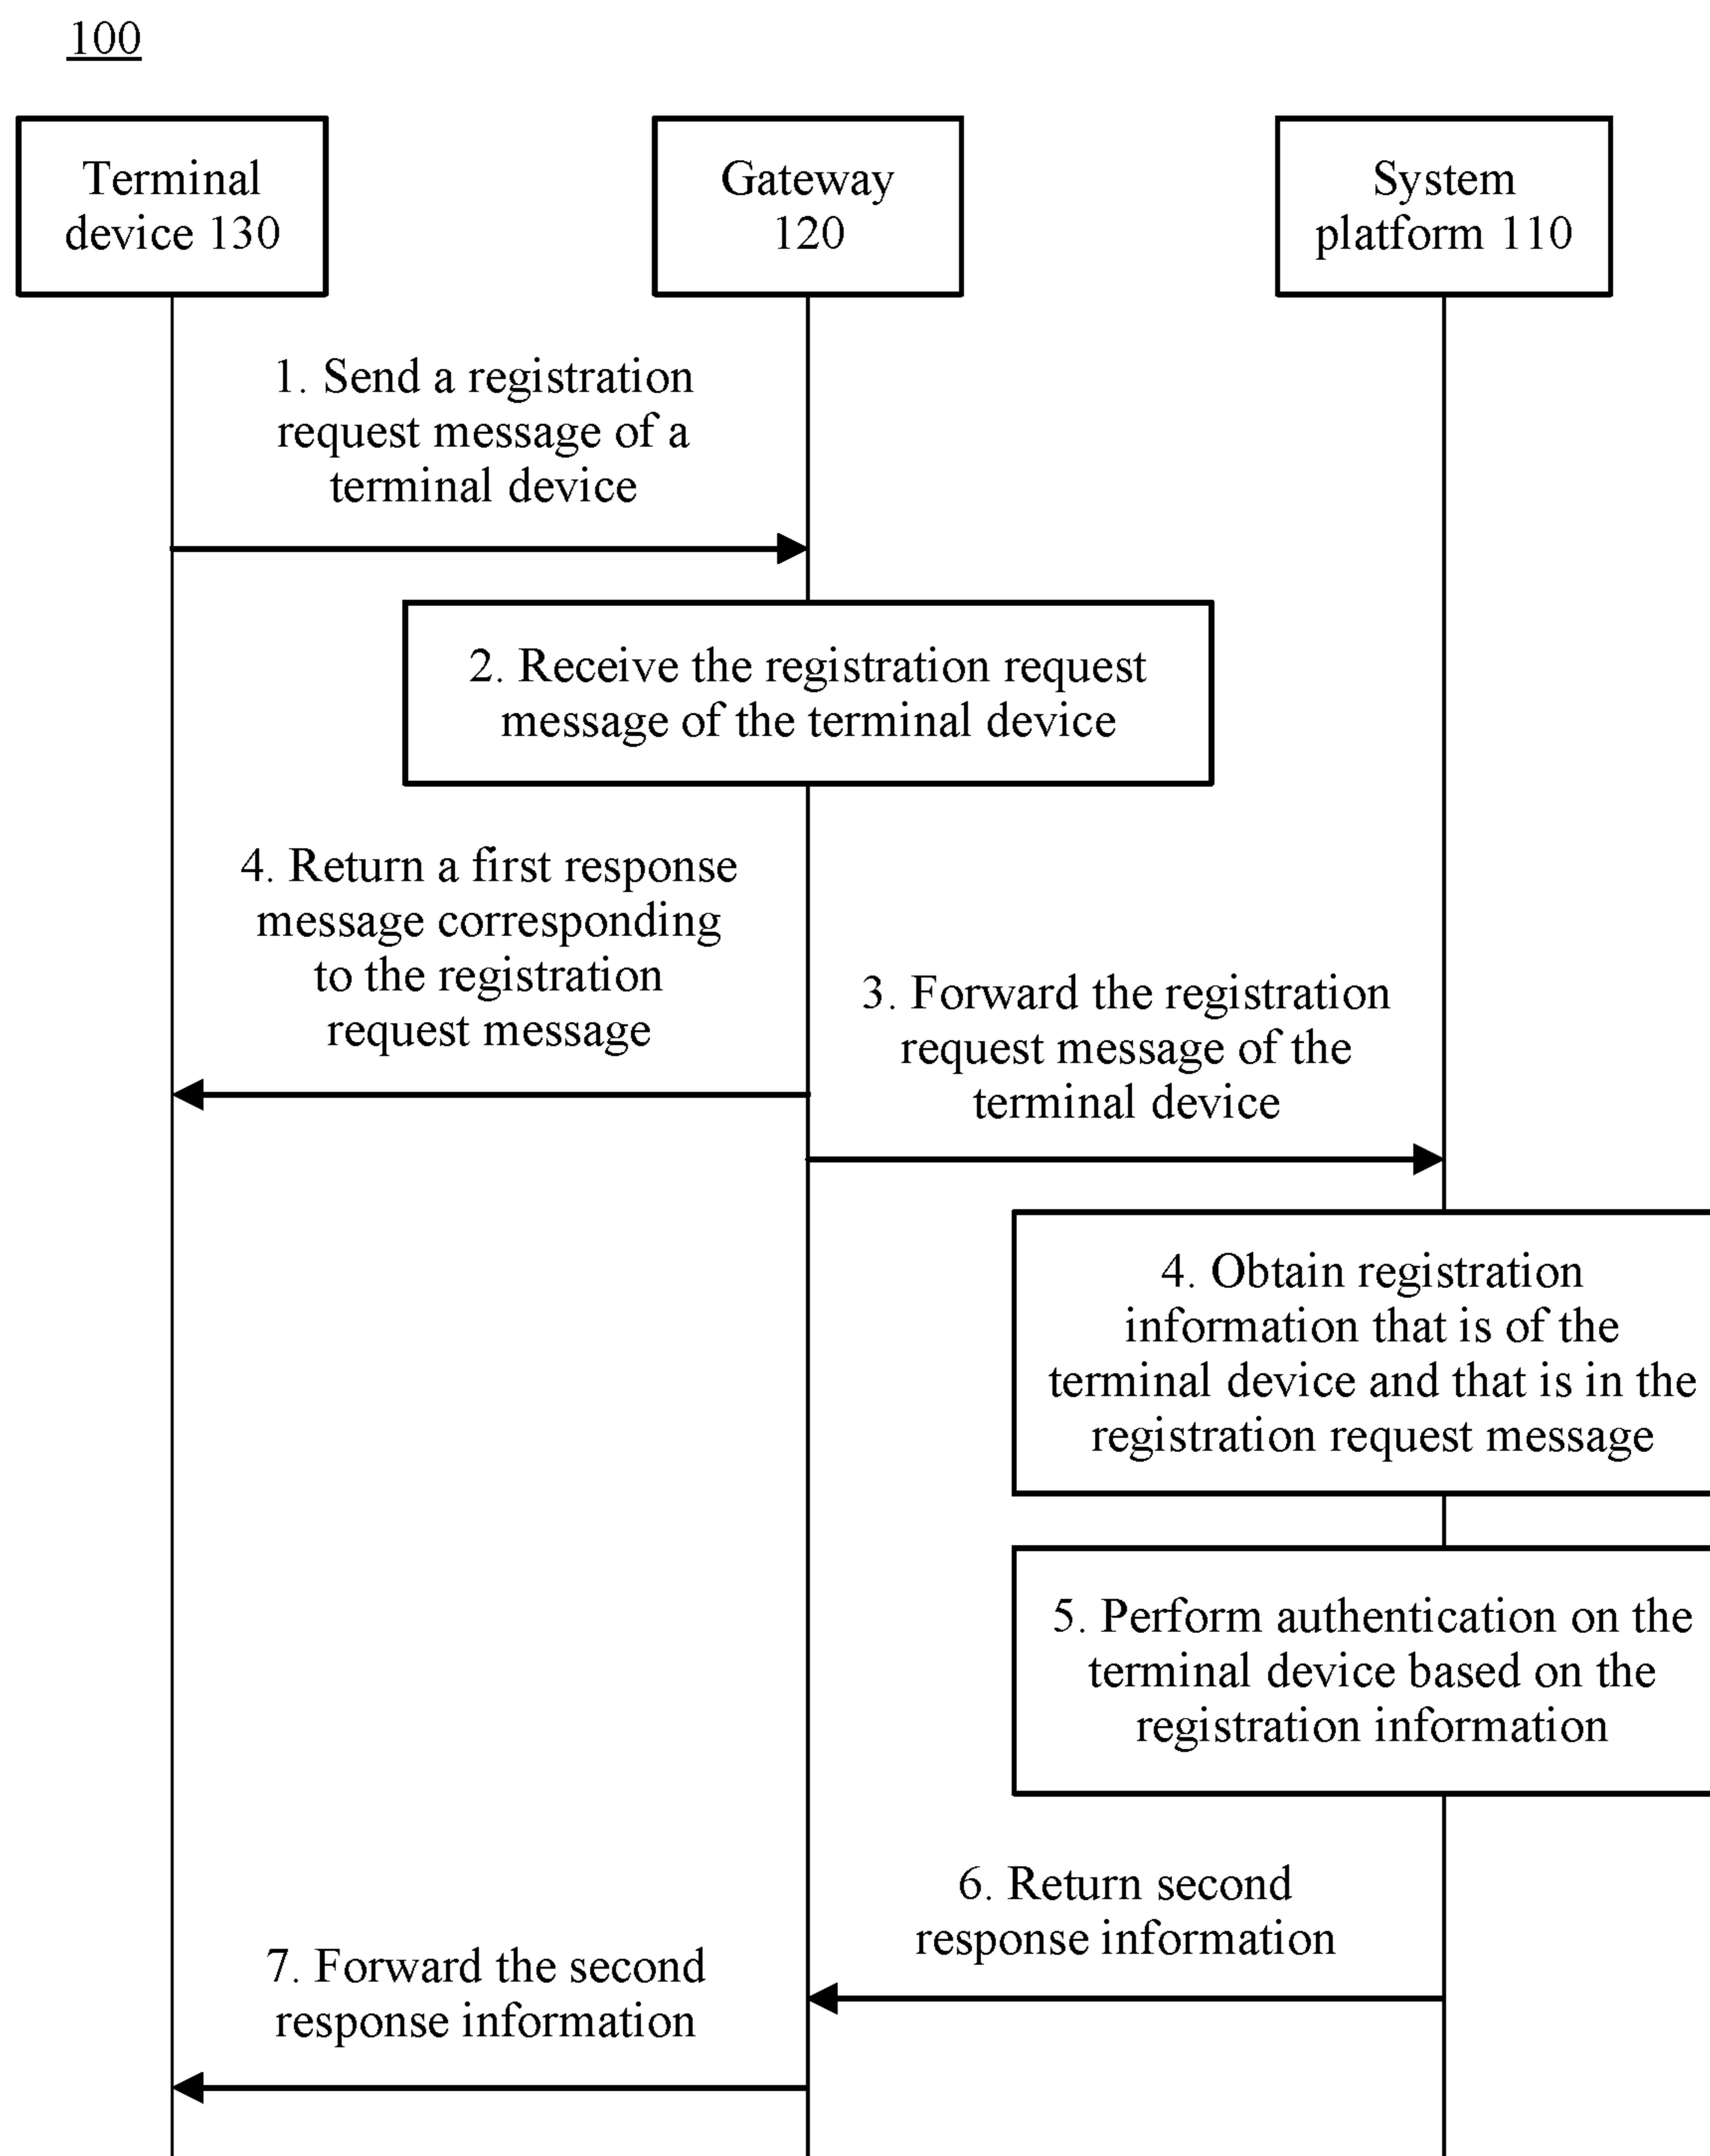 100
Terminal
device 130
Gateway
120
System
platform 110
1. Send a registration
request message of a
terminal device
2. Receive the registration request
message of the terminal device
4. Return a first response
message corresponding
to the registration
request message
3. Forward the registration
request message of the
terminal device
4. Obtain registration
information that is of the
terminal device and that is in the
registration request message
5. Perform authentication on the
terminal device based on the
registration information
6. Return second
response information
7. Forward the second
response information